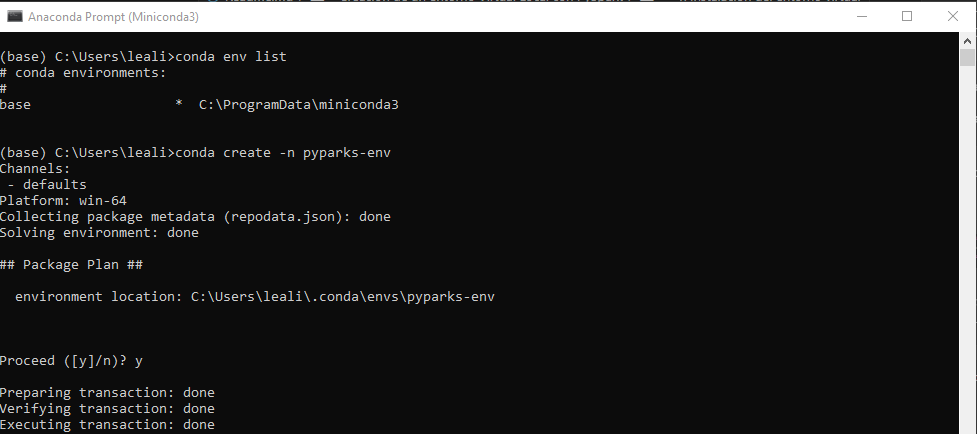 Anaconda Prompt (Miniconda3)
(base) C:\Users\leali>conda env list
# conda environments:
#
base                  *  C:\ProgramData\miniconda3
(base) C:\Users\leali>conda create -n pyparks-env
Channels:
 - defaults
Platform: win-64
Collecting package metadata (repodata.json): done
Solving environment: done
## Package Plan ##
  environment location: C:\Users\leali\.conda\envs\pyparks-env
Proceed ([y]/n)? y
Preparing transaction: done
Verifying transaction: done
Executing transaction: done